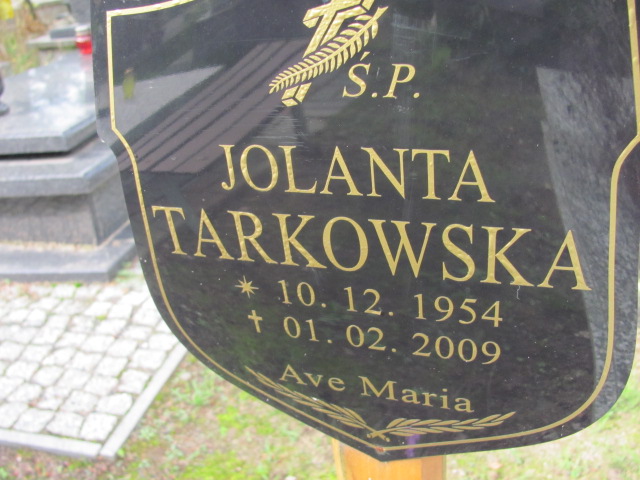 Ś.P.
JOLANTA
TARKOWSKA
* 10. 12. 1954
✝ 01. 02. 2009
Ave Maria